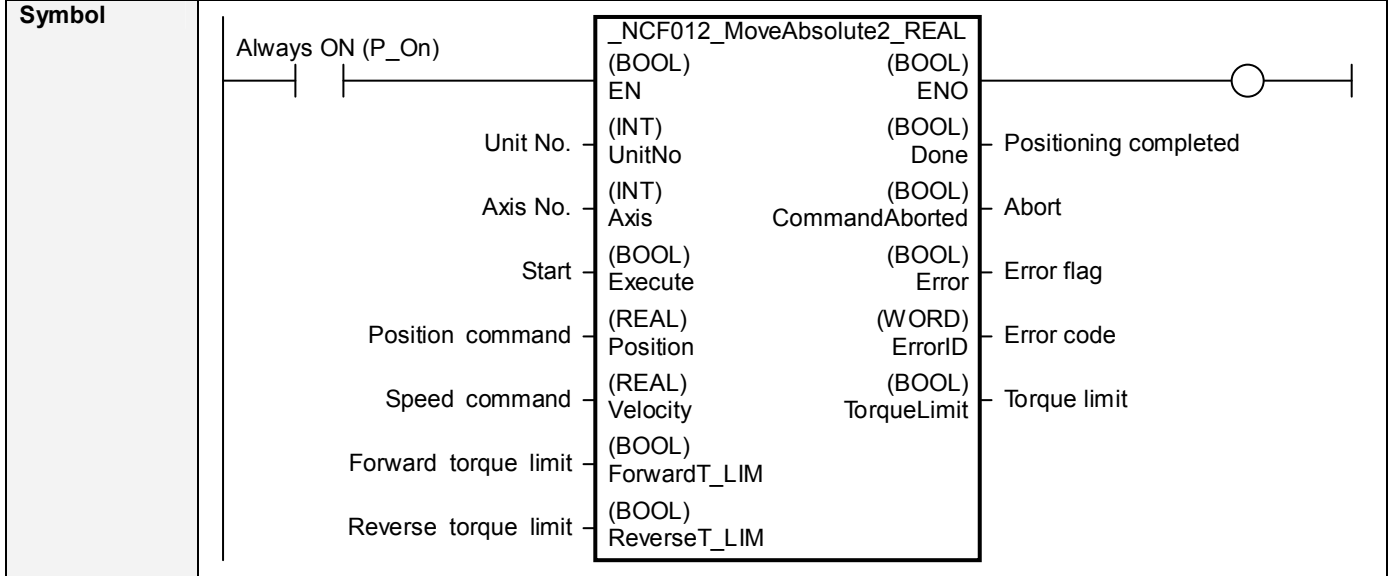 Symbol
Always ON (P_On)
_NCF012_MoveAbsolute2_REAL
(BOOL) (BOOL)
EN ENO
Unit No. (INT) (BOOL) Positioning completed
UnitNo Done
Axis No. (INT) (BOOL) Abort
Axis CommandAborted
Start (BOOL) (BOOL) Error flag
Execute Error
Position command (REAL) (WORD) Error code
Position ErrorID
Speed command (REAL) (BOOL) Torque limit
Velocity TorqueLimit
Forward torque limit (BOOL)
ForwardT_LIM
Reverse torque limit (BOOL)
ReverseT_LIM